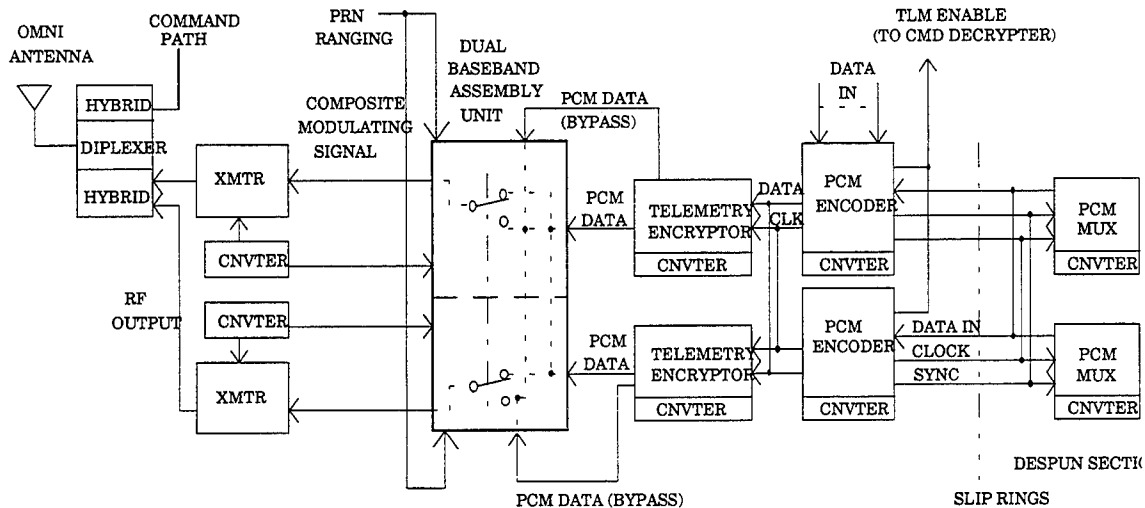 OMNI
ANTENNA
COMMAND
PATH
PRN
RANGING
DUAL
BASEBAND
ASSEMBLY
UNIT
TLM ENABLE
(TO CMD DECRYPTER)
DATA
IN
HYBRID
DIPLEXER
HYBRID
COMPOSITE
MODULATING
SIGNAL
PCM DATA
(BYPASS)
XMTR
CNVTER
PCM
DATA
TELEMETRY
ENCRYPTOR
CNVTER
DATA
CLK
PCM
ENCODER
CNVTER
PCM
MUX
CNVTER
RF
OUTPUT
CNVTER
XMTR
PCM
DATA
TELEMETRY
ENCRYPTOR
CNVTER
PCM
ENCODER
CNVTER
DATA IN
CLOCK
SYNC
PCM
MUX
CNVTER
PCM DATA (BYPASS)
DESPUN SECTIO
SLIP RINGS